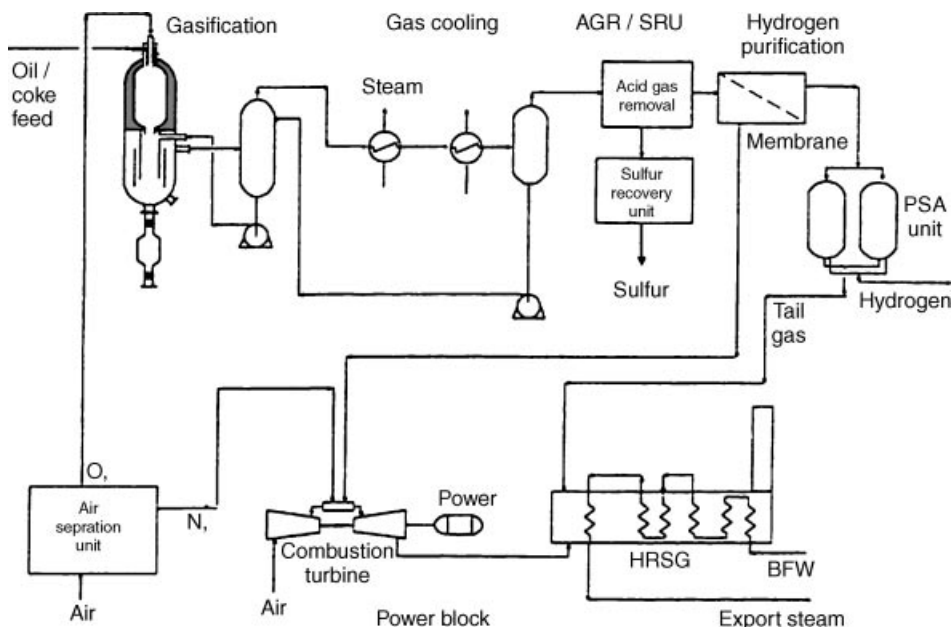 Gasification
Gas cooling
AGR / SRU
Hydrogen
purification
Oil /
coke
feed
Steam
Acid gas
removal
Membrane
Sulfur
recovery
unit
PSA
unit
Sulfur
Hydrogen
Tail
gas
O,
Air
sepration
unit
N,
Power
Combustion
turbine
HRSG
BFW
Air
Air
Power block
Export steam